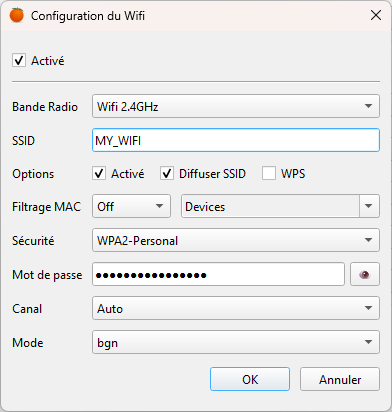 Configuration du Wifi
Activé
Bande Radio Wifi 2.4GHz
SSID MY_WIFI
Options Activé Diffuser SSID WPS
Filtrage MAC Off Devices
Sécurité WPA2-Personal
Mot de passe ●●●●●●●●●●●●●●●●
Canal Auto
Mode bgn
OK Annuler